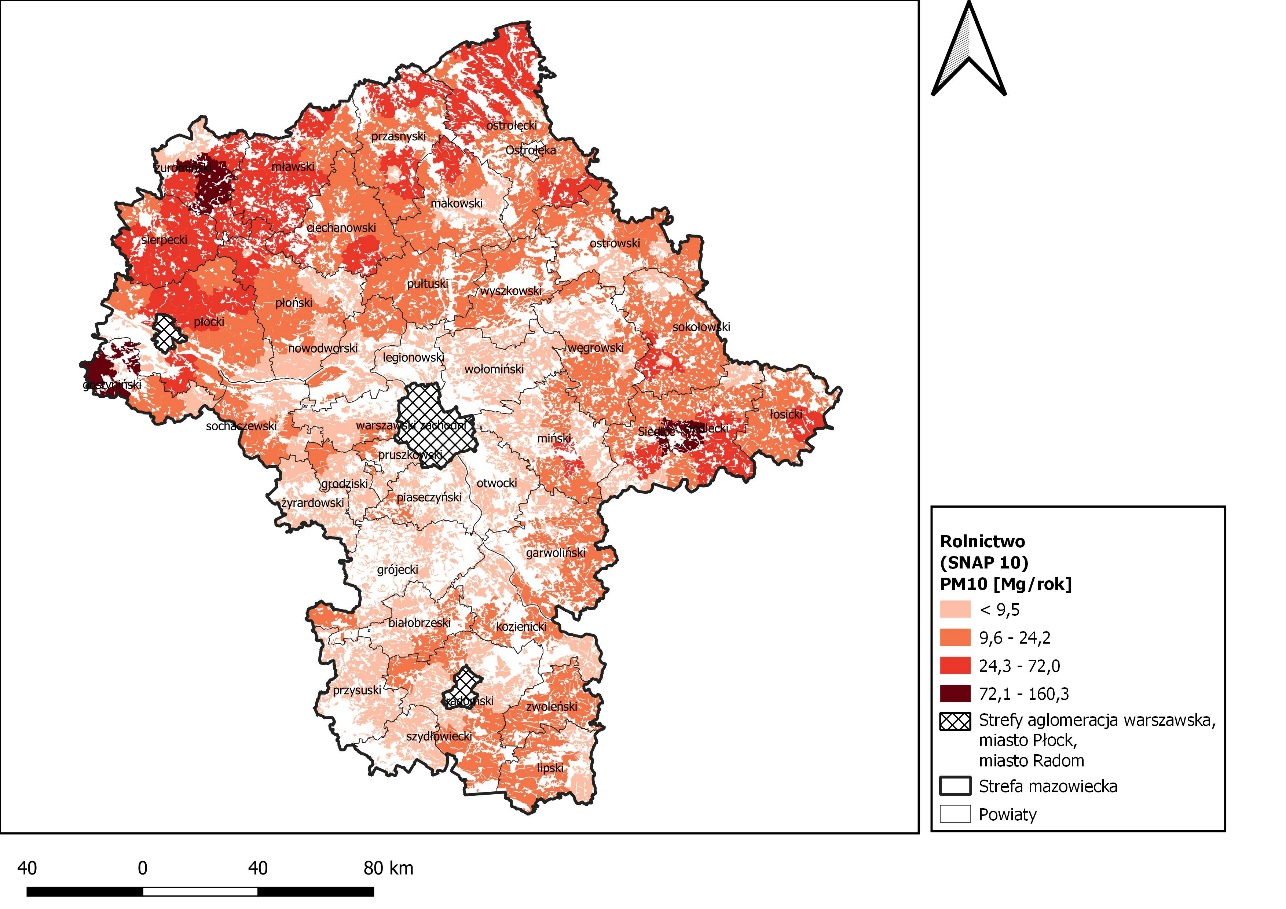 ostrołęcki
przasnyski
Ostrołęka
mławski
makowski
ciechanowski
sierpecki
ostrowski
pułtuski
wyszkowski
płoński
płocki
sokołowski
nowodworski
węgrowski
legionowski
wołomiński
gostyniński
łosicki
sochaczewski
warszawski zachodni
miński
pruszkowski
grodziski
otwocki
piaseczyński
żyrardowski
garwoliński
grójecki
białobrzeski
kozienicki
przysuski
zwoleński
szydłowiecki
lipski
Rolnictwo
(SNAP 10)
PM10 [Mg/rok]
< 9,5
9,6 - 24,2
24,3 - 72,0
72,1 - 160,3
Strefy aglomeracja warszawska,
miasto Płock,
miasto Radom
Strefa mazowiecka
Powiaty
40 0 40 80 km